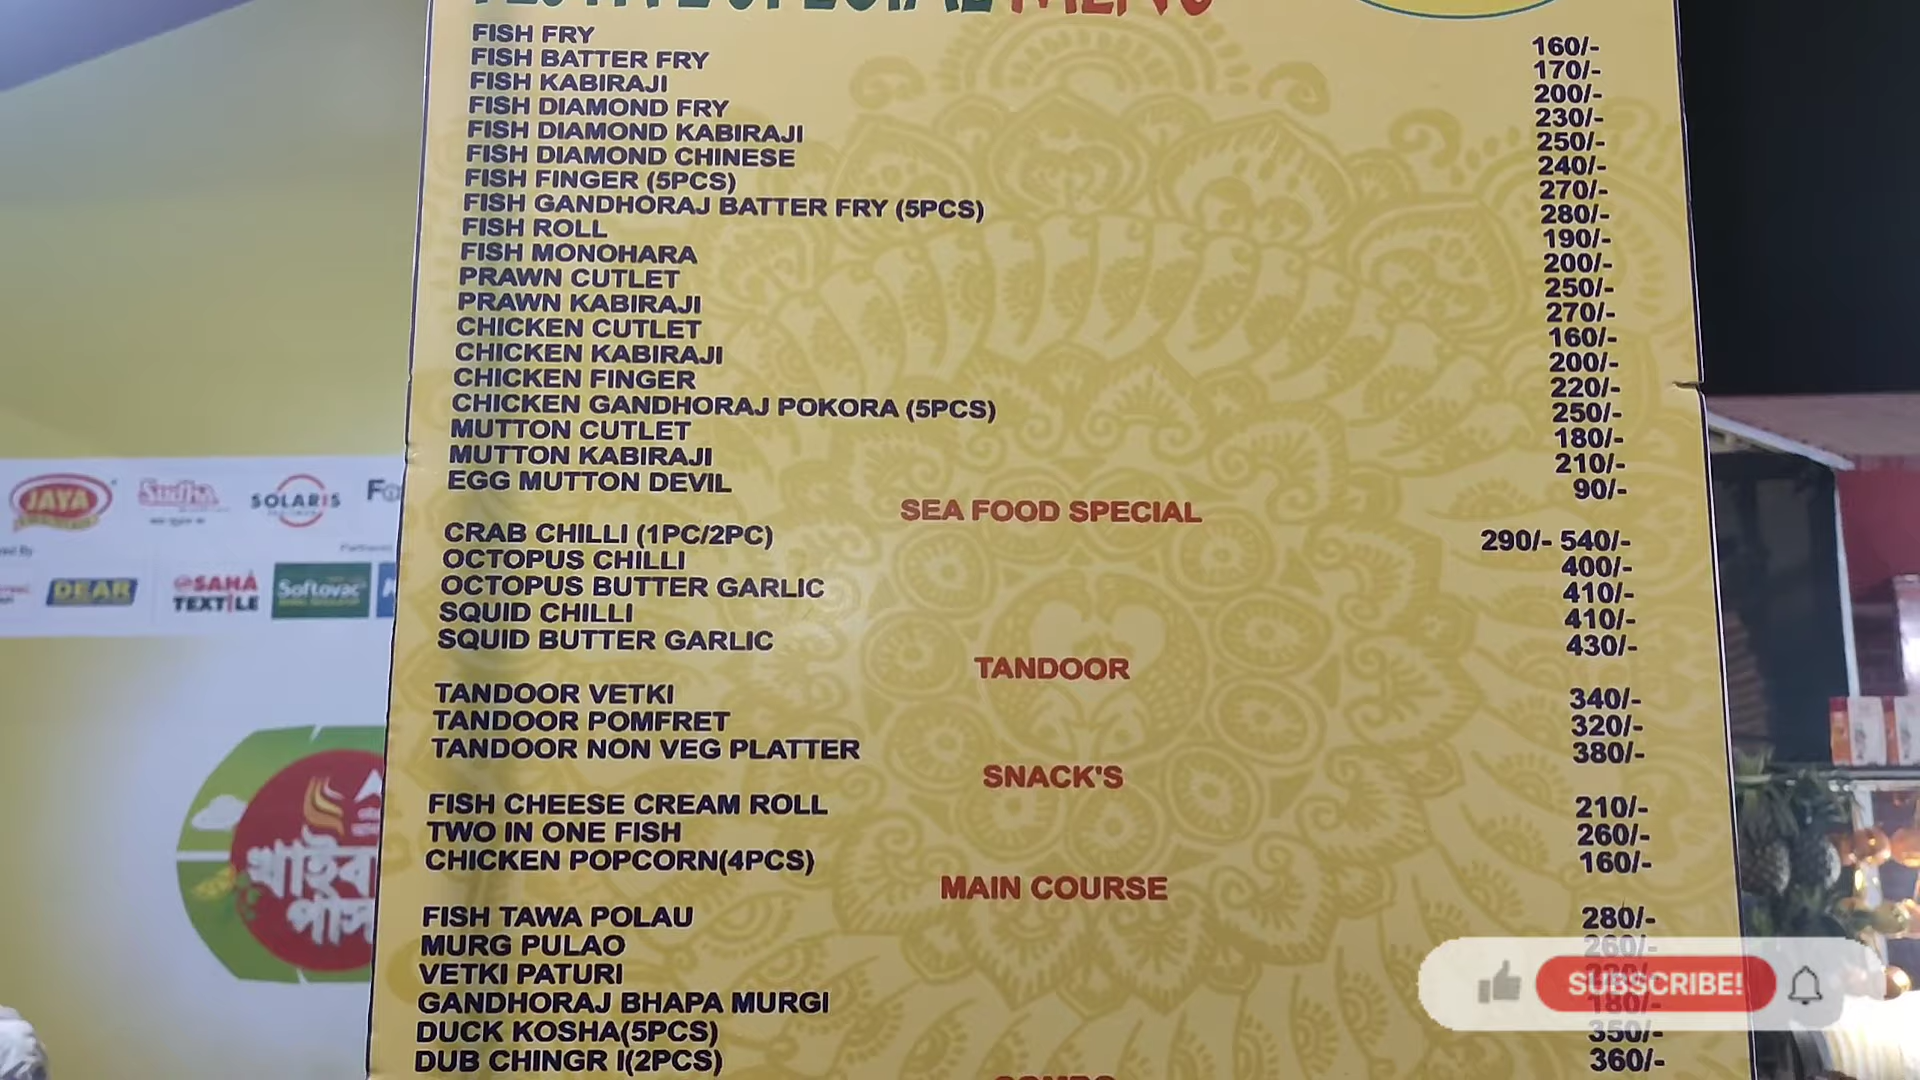 FESTIVE SPECIAL MENU
FISH FRY 160/-
FISH BATTER FRY 170/-
FISH KABIRAJI 200/-
FISH DIAMOND FRY 230/-
FISH DIAMOND KABIRAJI 250/-
FISH DIAMOND CHINESE 240/-
FISH FINGER (5PCS) 270/-
FISH GANDHORAJ BATTER FRY (5PCS) 280/-
FISH ROLL 190/-
FISH MONOHARA 200/-
PRAWN CUTLET 250/-
PRAWN KABIRAJI 270/-
CHICKEN CUTLET 160/-
CHICKEN KABIRAJI 200/-
CHICKEN FINGER 220/-
CHICKEN GANDHORAJ POKORA (5PCS) 250/-
MUTTON CUTLET 180/-
MUTTON KABIRAJI 210/-
EGG MUTTON DEVIL 90/-
SEA FOOD SPECIAL
CRAB CHILLI (1PC/2PC) 290/- 540/-
OCTOPUS CHILLI 400/-
OCTOPUS BUTTER GARLIC 410/-
SQUID CHILLI 410/-
SQUID BUTTER GARLIC 430/-
TANDOOR
TANDOOR VETKI 340/-
TANDOOR POMFRET 320/-
TANDOOR NON VEG PLATTER 380/-
SNACK'S
FISH CHEESE CREAM ROLL 210/-
TWO IN ONE FISH 260/-
CHICKEN POPCORN(4PCS) 160/-
MAIN COURSE
FISH TAWA POLAU 280/-
MURG PULAO 260/-
VETKI PATURI
GANDHORAJ BHAPA MURGI 180/-
DUCK KOSHA(5PCS) 350/-
DUB CHINGR I(2PCS) 360/-
COMBO
JAYA
Sudha
SOLARIS
DEAR
SAHA
TEXTILE
Softovac
SUBSCRIBE!